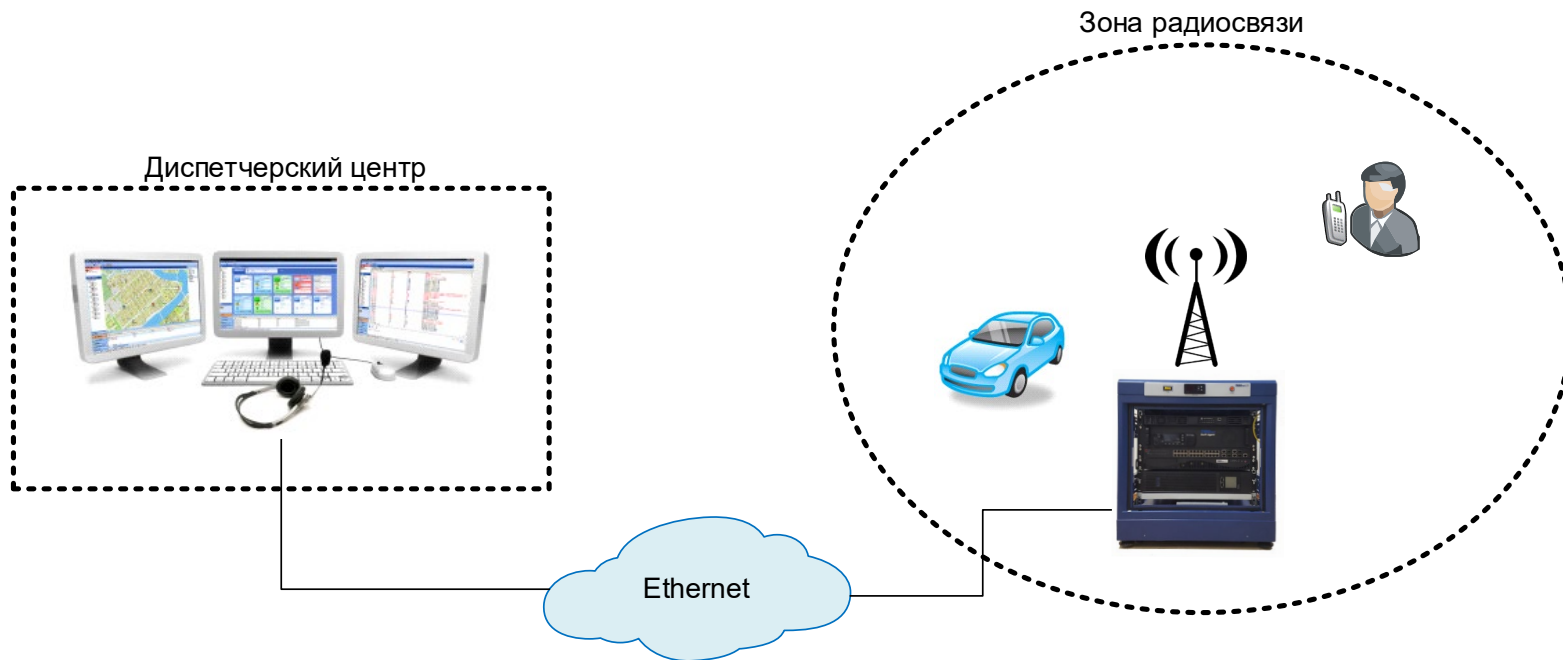 Зона радиосвязи
Диспетчерский центр
Ethernet